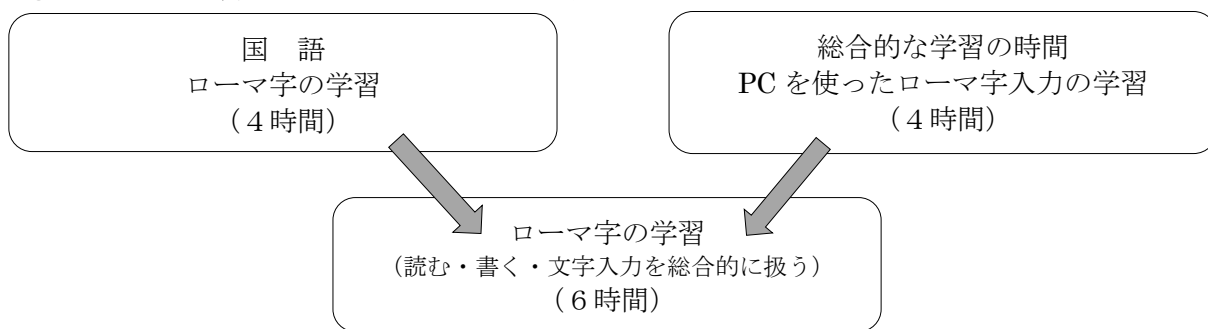 国　語
ローマ字の学習
（４時間）
総合的な学習の時間
PC を使ったローマ字入力の学習
（４時間）
ローマ字の学習
（読む・書く・文字入力を総合的に扱う）
（６時間）